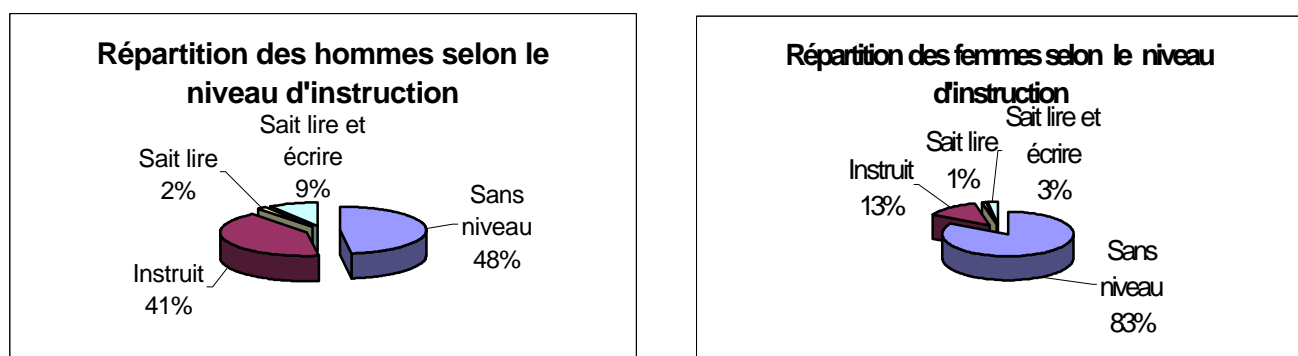 Répartition des hommes selon le
niveau d'instruction
Sait lire et
écrire
9%
Sait lire
2%
Sans
niveau
48%
Instruit
41%
Répartition des femmes selon le niveau
d'instruction
Sait lire et
écrire
3%
Sait lire
1%
Instruit
13%
Sans
niveau
83%